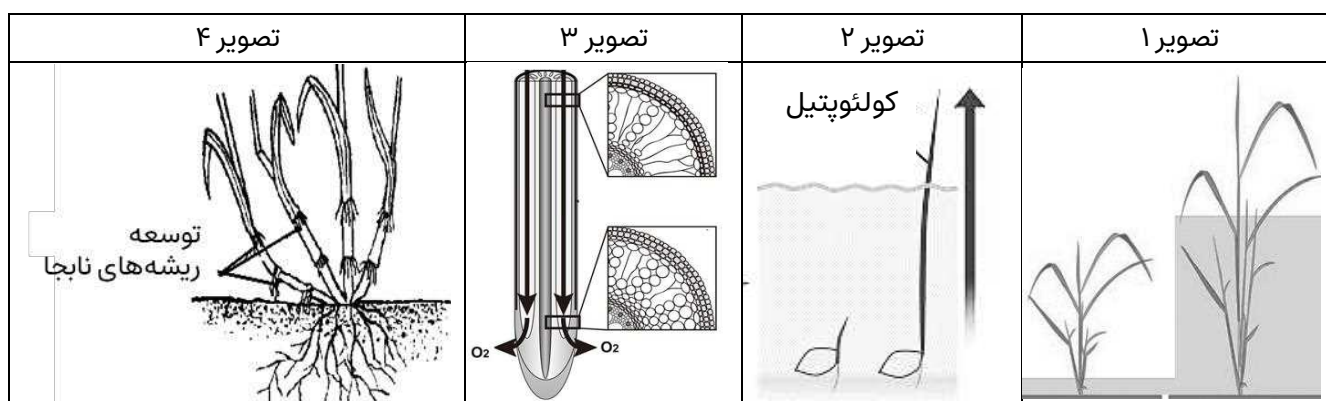 تصویر ۱
تصویر ۲
تصویر ۳
تصویر ۴
کولئوپتیل
O2
O2
توسعه
ریشه‌های نابجا